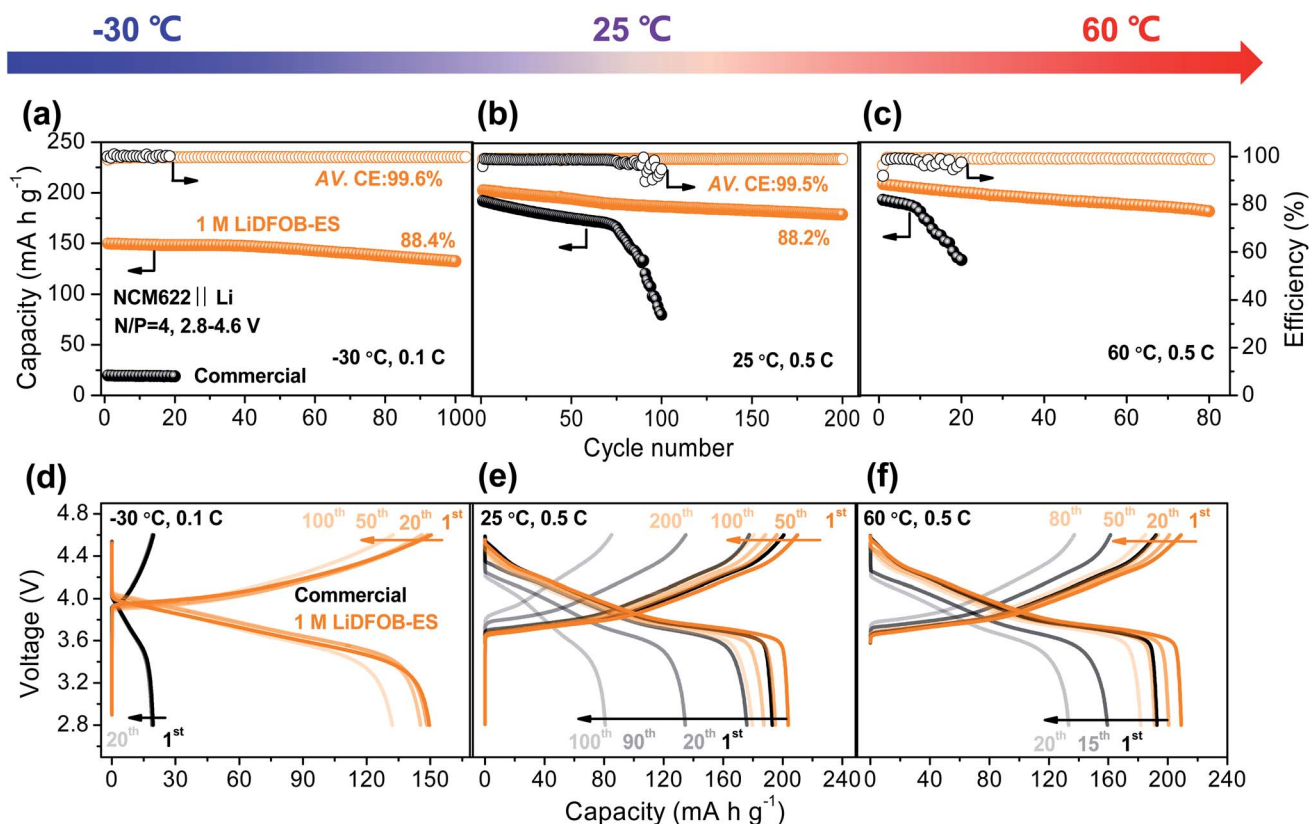 -30 ℃ 25 ℃ 60 ℃
(a) (b) (c)
Capacity (mA h g⁻¹)
250
200
150
100
50
0
AV. CE:99.6%
1 M LiDFOB-ES
88.4%
NCM622 || Li
N/P=4, 2.8-4.6 V
-30 °C, 0.1 C
Commercial
0 20 40 60 80 100
AV. CE:99.5%
88.2%
25 °C, 0.5 C
50 100 150 200
60 °C, 0.5 C
0 20 40 60 80
100
80
60
40
20
0
Efficiency (%)
Cycle number
(d) (e) (f)
Voltage (V)
4.8
4.4
4.0
3.6
3.2
2.8
-30 °C, 0.1 C
100th 50th 20th 1st
Commercial
1 M LiDFOB-ES
20th 1st
0 30 60 90 120 150
25 °C, 0.5 C
200th 100th 50th 1st
100th 90th 20th 1st
0 40 80 120 160 200 240
60 °C, 0.5 C
80th 50th 20th 1st
20th 15th 1st
0 40 80 120 160 200 240
Capacity (mA h g⁻¹)